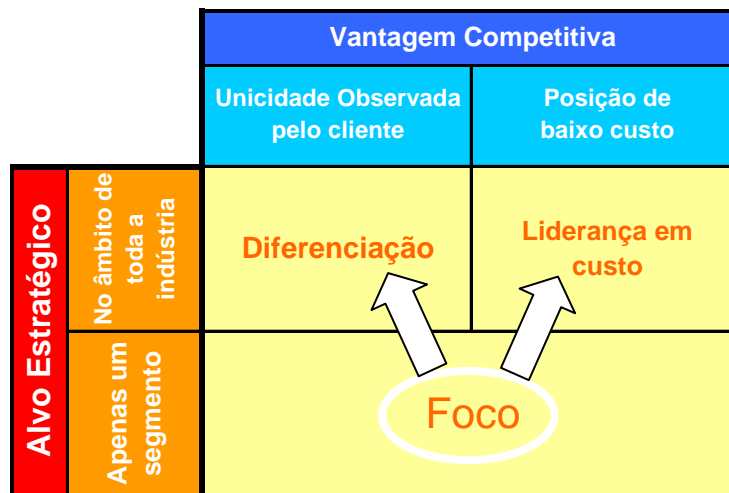 Vantagem Competitiva
Unicidade Observada
pelo cliente
Posição de
baixo custo
Alvo Estratégico
No âmbito de
toda a
indústria
Diferenciação
Liderança em
custo
Apenas um
segmento
Foco